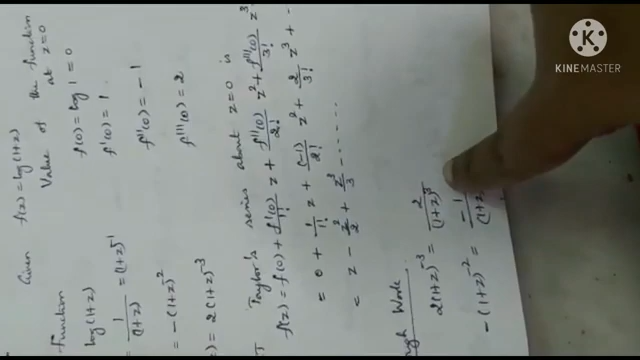 Given f(z) = log(1+z)
Function Value of the function at z=0
log(1+z) f(0) = log 1 = 0
= 1/(1+z) = (1+z)^-1 f'(0) = 1
= -(1+z)^-2 f''(0) = -1
) = 2(1+z)^-3 f'''(0) = 2
Taylor's series about z=0 is
f(z) = f(0) + f'(0)/1! z + f''(0)/2! z^2 + f'''(0)/3! z^3
= 0 + 1/1! z + (-1)/2! z^2 + 2/3! z^3 + -
= z - z^2/2 + z^3/3 - .....
Work
2(1+z)^-3 = 2/(1+z)^3
-(1+z)^-2 = -1/(1+z)
KINEMASTER